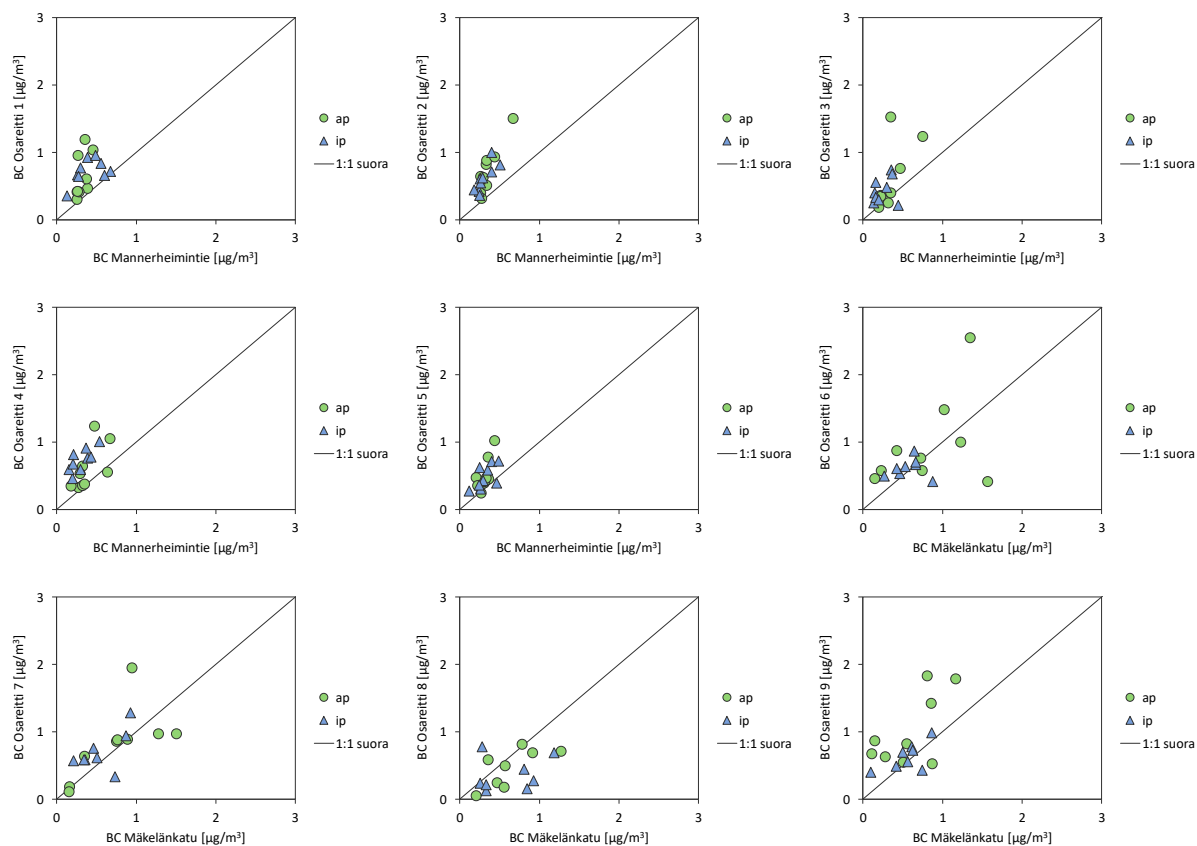 3
2
1
0
0
1
2
3
BC Osareitti 1 [µg/m³]
BC Mannerheimintie [µg/m³]
ap
ip
1:1 suora
3
2
1
0
0
1
2
3
BC Osareitti 2 [µg/m³]
BC Mannerheimintie [µg/m³]
ap
ip
1:1 suora
3
2
1
0
0
1
2
3
BC Osareitti 3 [µg/m³]
BC Mannerheimintie [µg/m³]
ap
ip
1:1 suora
3
2
1
0
0
1
2
3
BC Osareitti 4 [µg/m³]
BC Mannerheimintie [µg/m³]
ap
ip
1:1 suora
3
2
1
0
0
1
2
3
BC Osareitti 5 [µg/m³]
BC Mannerheimintie [µg/m³]
ap
ip
1:1 suora
3
2
1
0
0
1
2
3
BC Osareitti 6 [µg/m³]
BC Mäkelänkatu [µg/m³]
ap
ip
1:1 suora
3
2
1
0
0
1
2
3
BC Osareitti 7 [µg/m³]
BC Mäkelänkatu [µg/m³]
ap
ip
1:1 suora
3
2
1
0
0
1
2
3
BC Osareitti 8 [µg/m³]
BC Mäkelänkatu [µg/m³]
ap
ip
1:1 suora
3
2
1
0
0
1
2
3
BC Osareitti 9 [µg/m³]
BC Mäkelänkatu [µg/m³]
ap
ip
1:1 suora